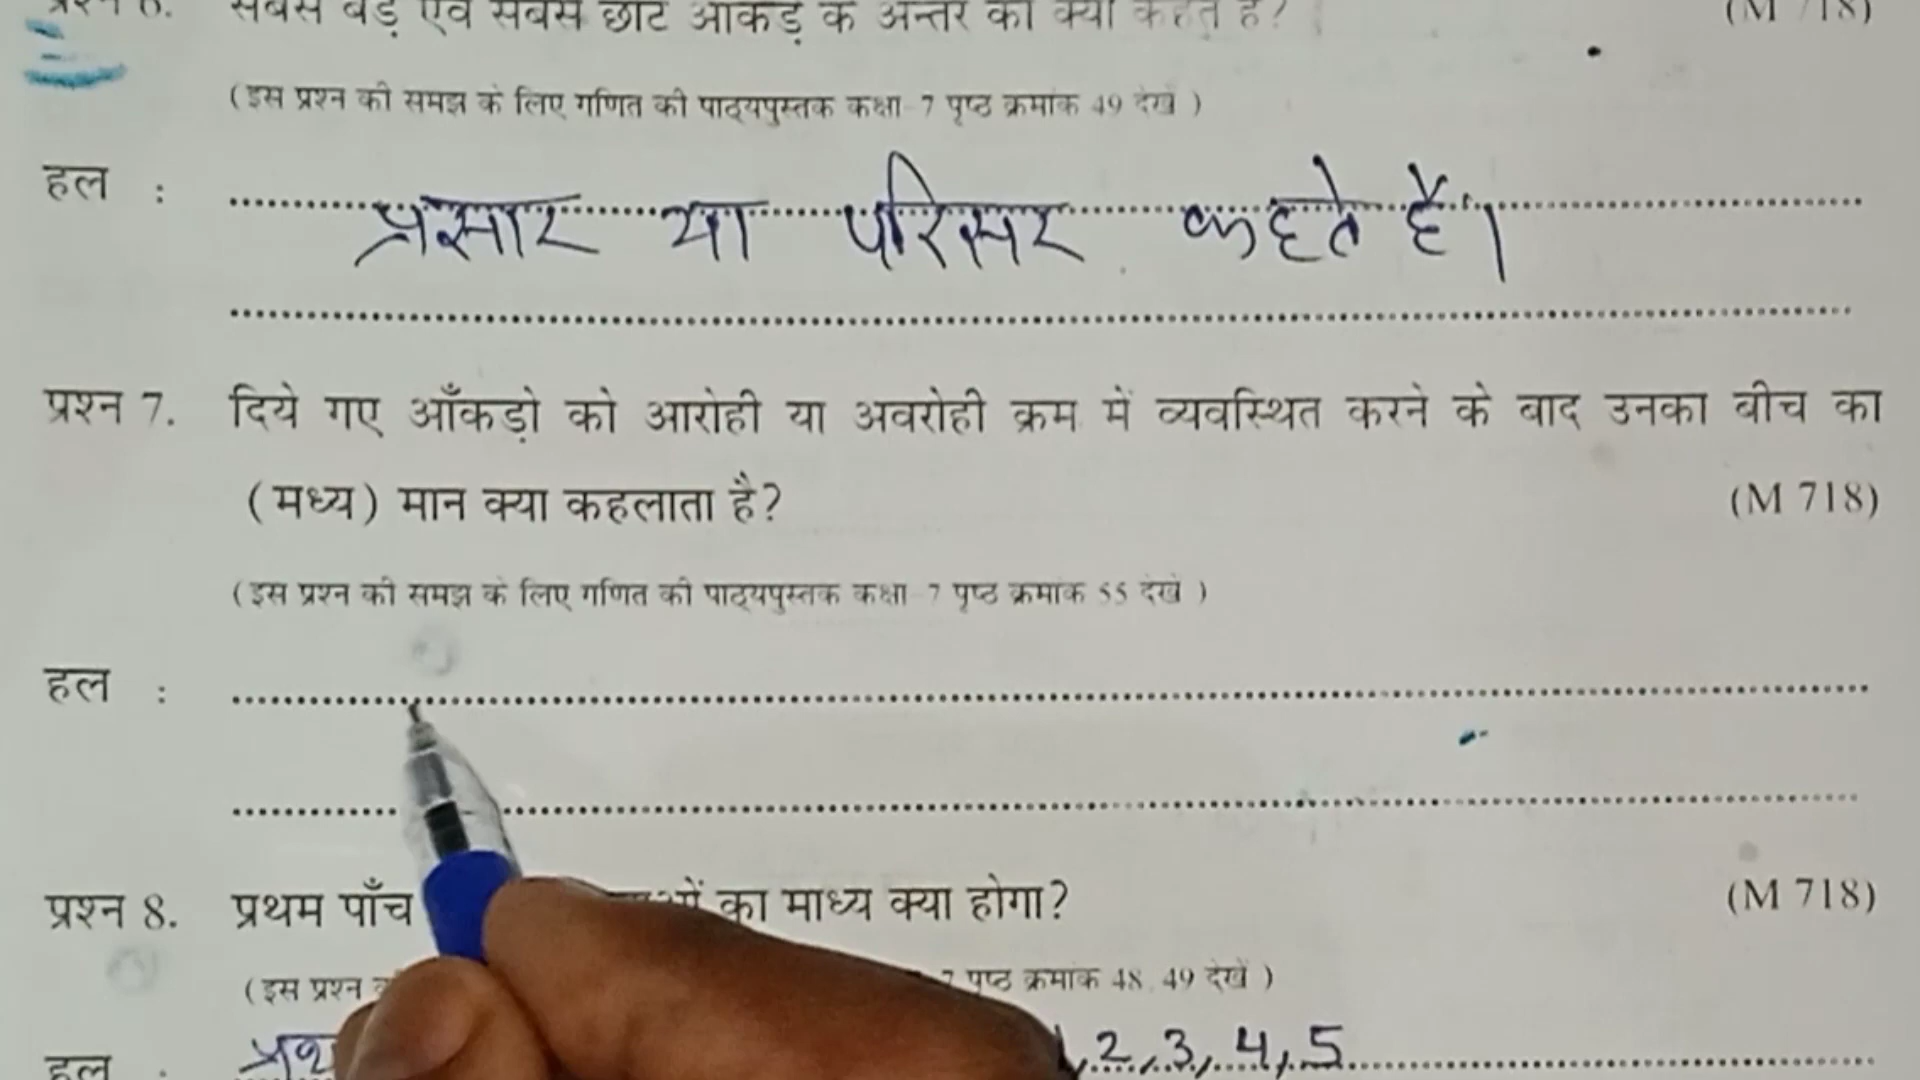 सबसे बड़े एवं सबसे छोटे आंकड़े के अन्तर को क्या कहते है? (M 718)
(इस प्रश्न की समझ के लिए गणित की पाठ्यपुस्तक कक्षा-7 पृष्ठ क्रमांक 49 देखें)
हल : प्रसार या परिसर कहते है।
प्रश्न 7. दिये गए आँकड़ो को आरोही या अवरोही क्रम में व्यवस्थित करने के बाद उनका बीच का
(मध्य) मान क्या कहलाता है? (M 718)
(इस प्रश्न की समझ के लिए गणित की पाठ्यपुस्तक कक्षा-7 पृष्ठ क्रमांक 55 देखें)
हल :
प्रश्न 8. प्रथम पाँच का माध्य क्या होगा? (M 718)
(इस प्रश्न पृष्ठ क्रमांक 48, 49 देखें)
हल : 2, 3, 4, 5